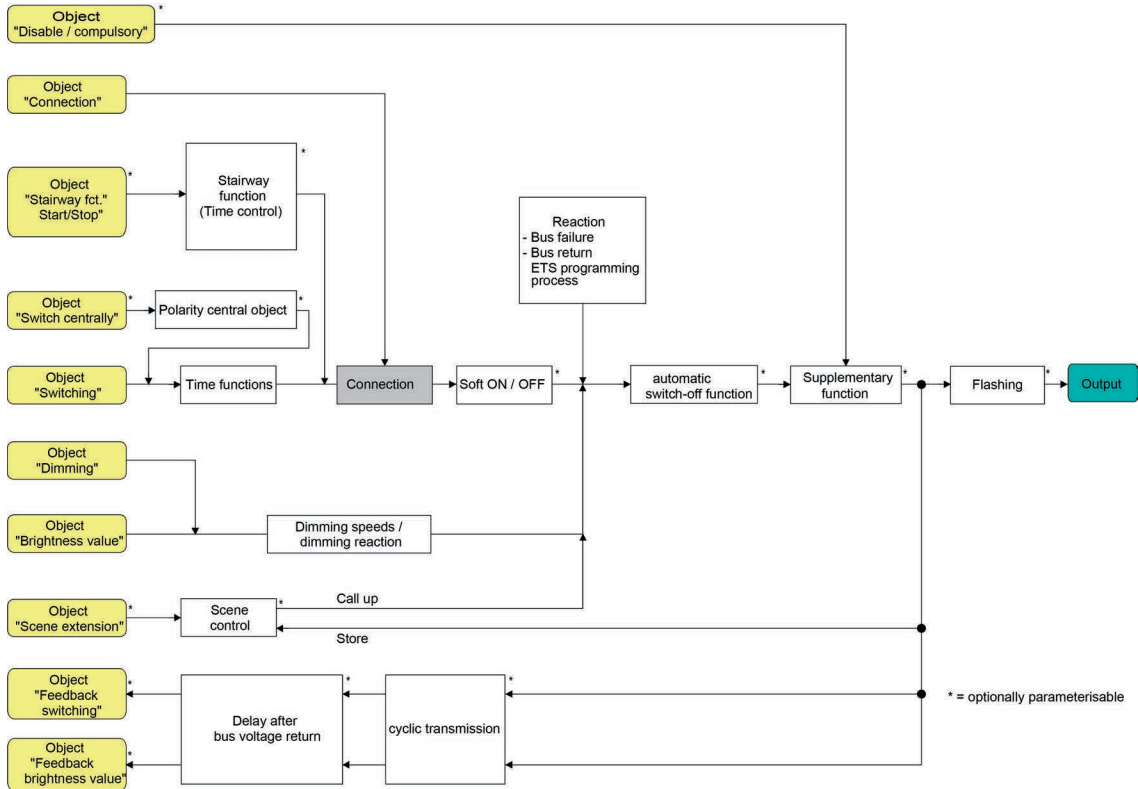 Object
"Disable / compulsory"
*
Object
"Connection"
Object
"Stairway fct."
Start/Stop"
*
Stairway
function
(Time control)
*
Reaction
- Bus failure
- Bus return
ETS programming
process
Object
"Switch centrally"
*
Polarity central object
*
Object
"Switching"
Time functions
Connection
Soft ON / OFF
*
automatic
switch-off function
*
Supplementary
function
*
Flashing
*
Output
Object
"Dimming"
Object
"Brightness value"
Dimming speeds /
dimming reaction
Object
"Scene extension"
*
Scene
control
*
Call up
Store
Object
"Feedback
switching"
*
Delay after
bus voltage return
*
cyclic transmission
*
* = optionally parameterisable
Object
"Feedback
brightness value"
*